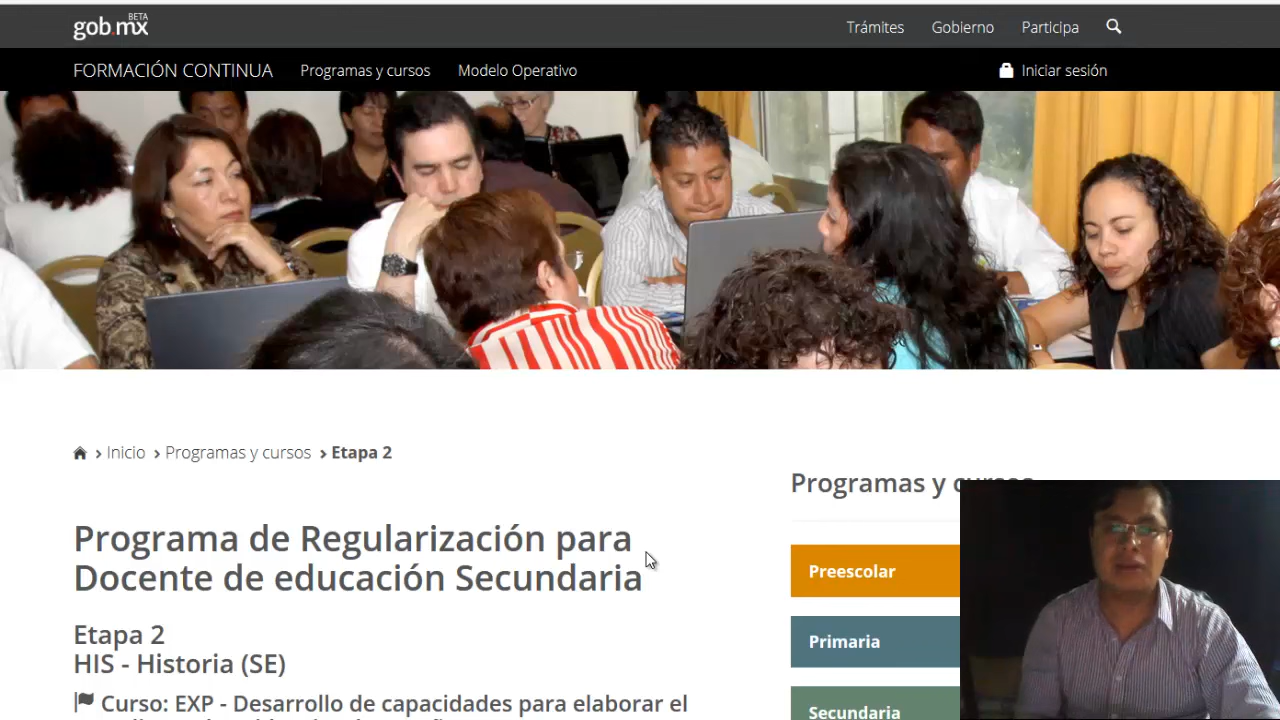 gob.mx BETA
Trámites Gobierno Participa
FORMACIÓN CONTINUA Programas y cursos Modelo Operativo Iniciar sesión
Inicio Programas y cursos Etapa 2
Programa de Regularización para
Docente de educación Secundaria
Etapa 2
HIS - Historia (SE)
Curso: EXP - Desarrollo de capacidades para elaborar el
Programas y cursos
Preescolar
Primaria
Secundaria